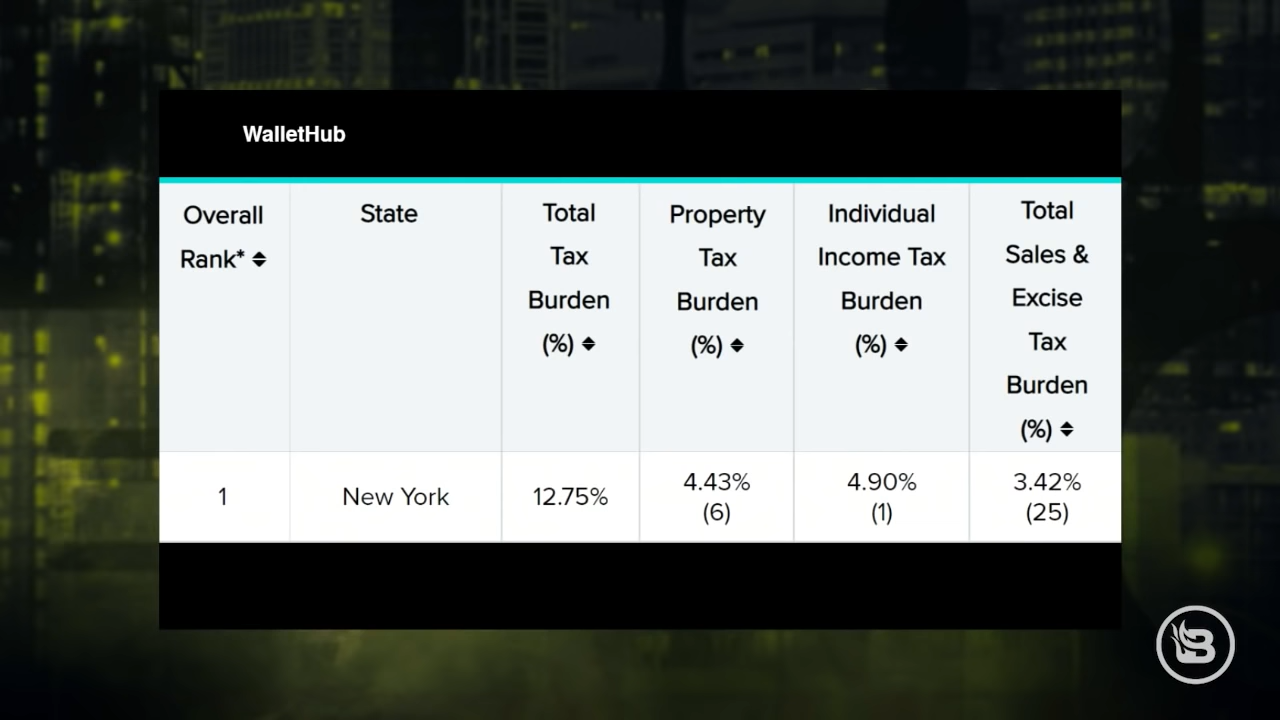 WalletHub
Overall
Rank*
State
Total
Tax
Burden
(%)
Property
Tax
Burden
(%)
Individual
Income Tax
Burden
(%)
Total
Sales &
Excise
Tax
Burden
(%)
1
New York
12.75%
4.43%
(6)
4.90%
(1)
3.42%
(25)
B